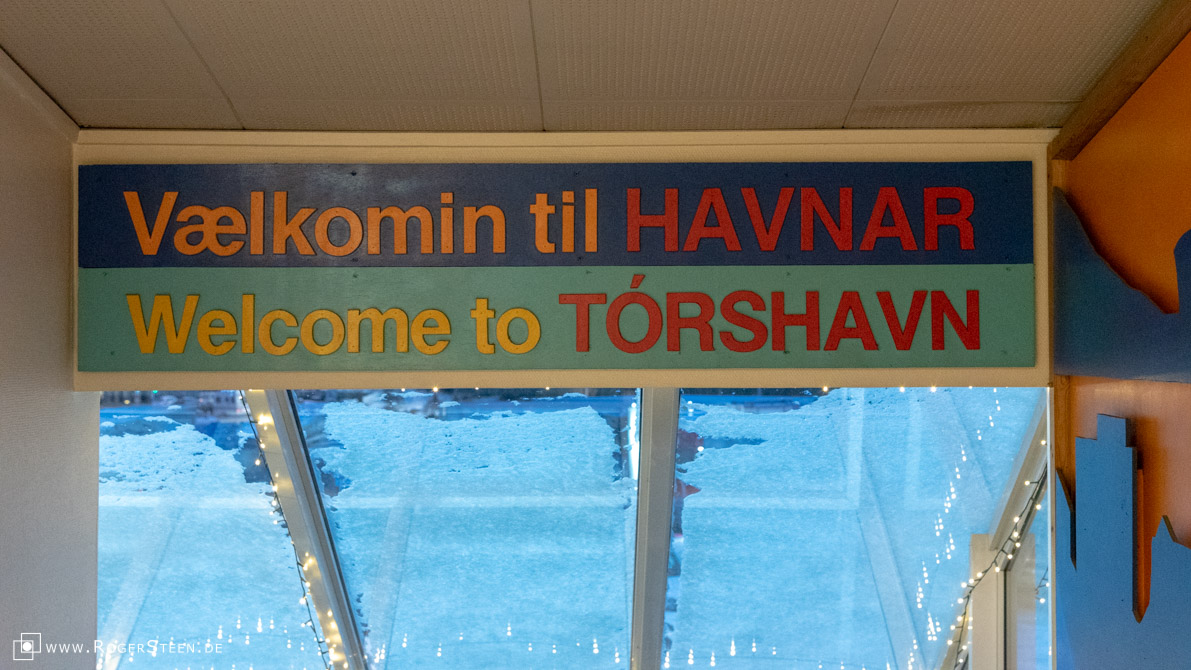 Vælkomin til HAVNAR
Welcome to TÓRSHAVN
www.RogerSteen.de